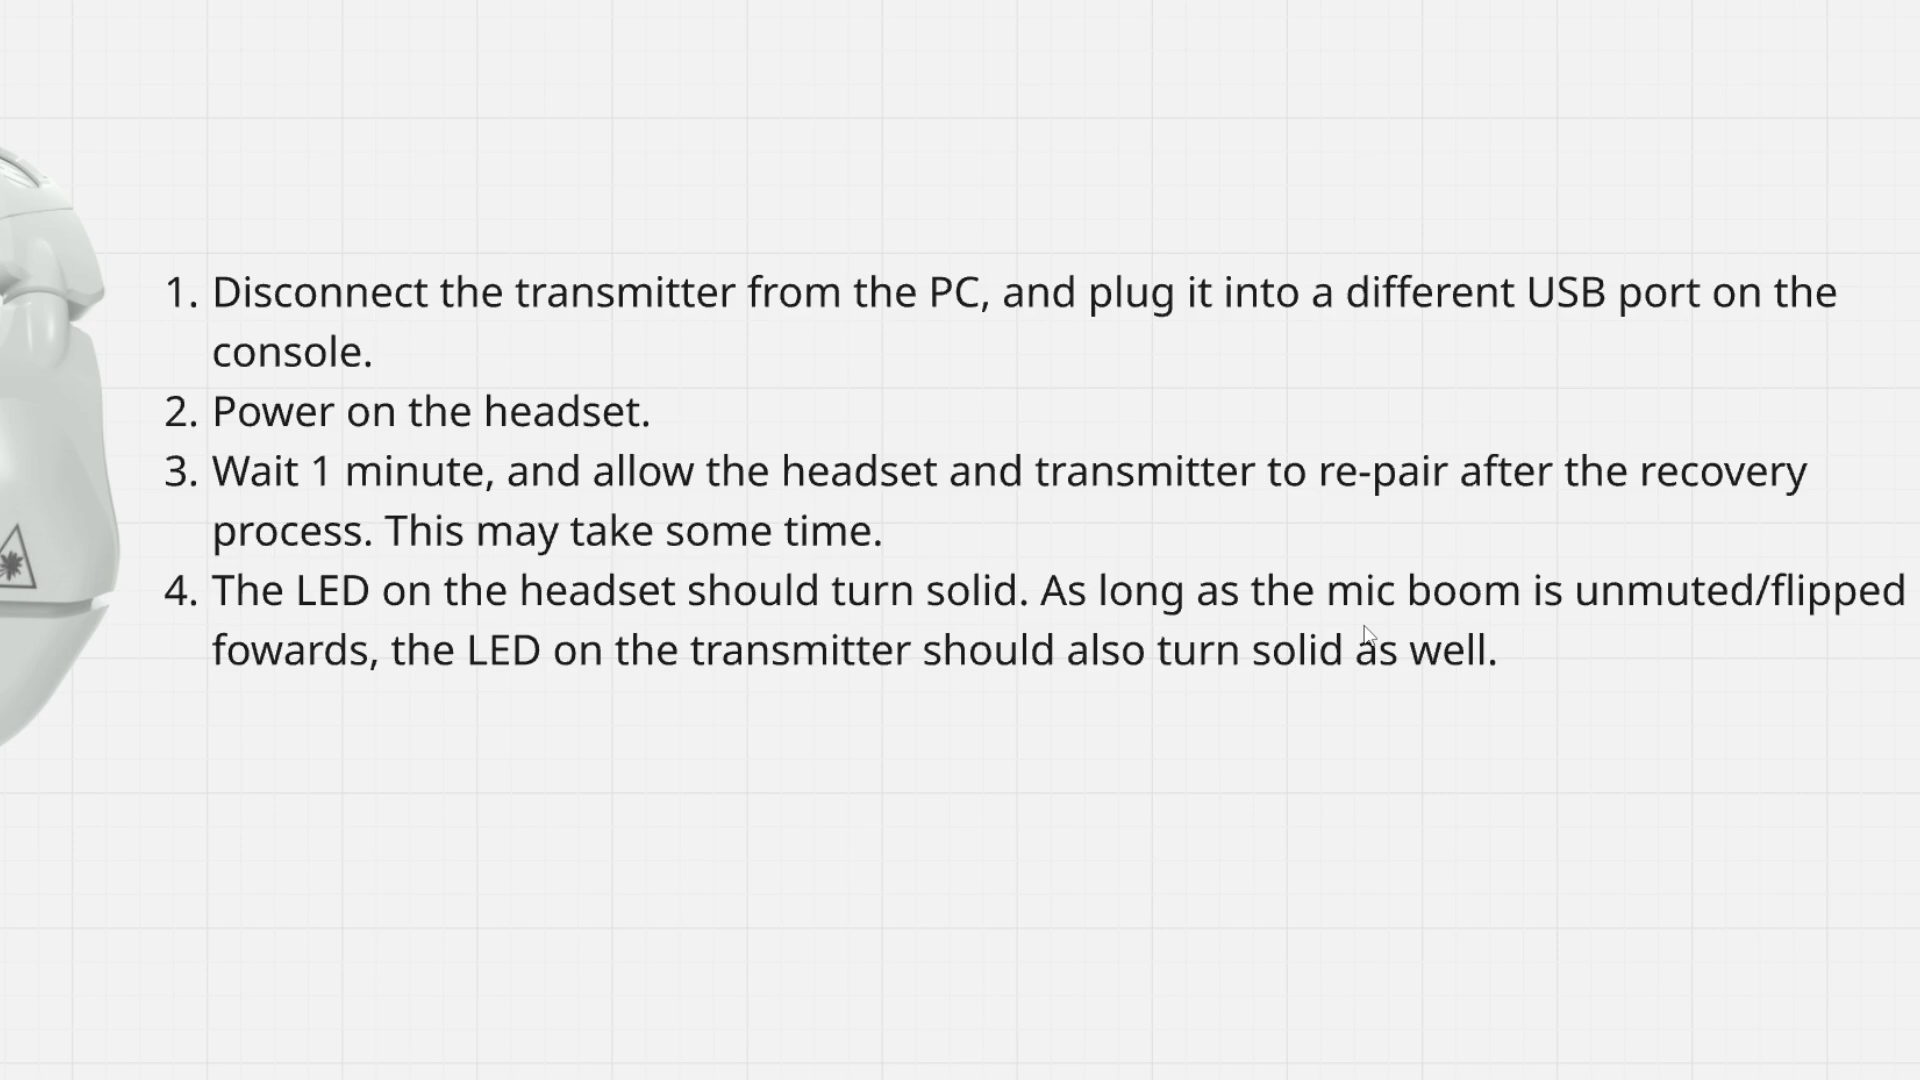 1. Disconnect the transmitter from the PC, and plug it into a different USB port on the
console.
2. Power on the headset.
3. Wait 1 minute, and allow the headset and transmitter to re-pair after the recovery
process. This may take some time.
4. The LED on the headset should turn solid. As long as the mic boom is unmuted/flipped
fowards, the LED on the transmitter should also turn solid as well.